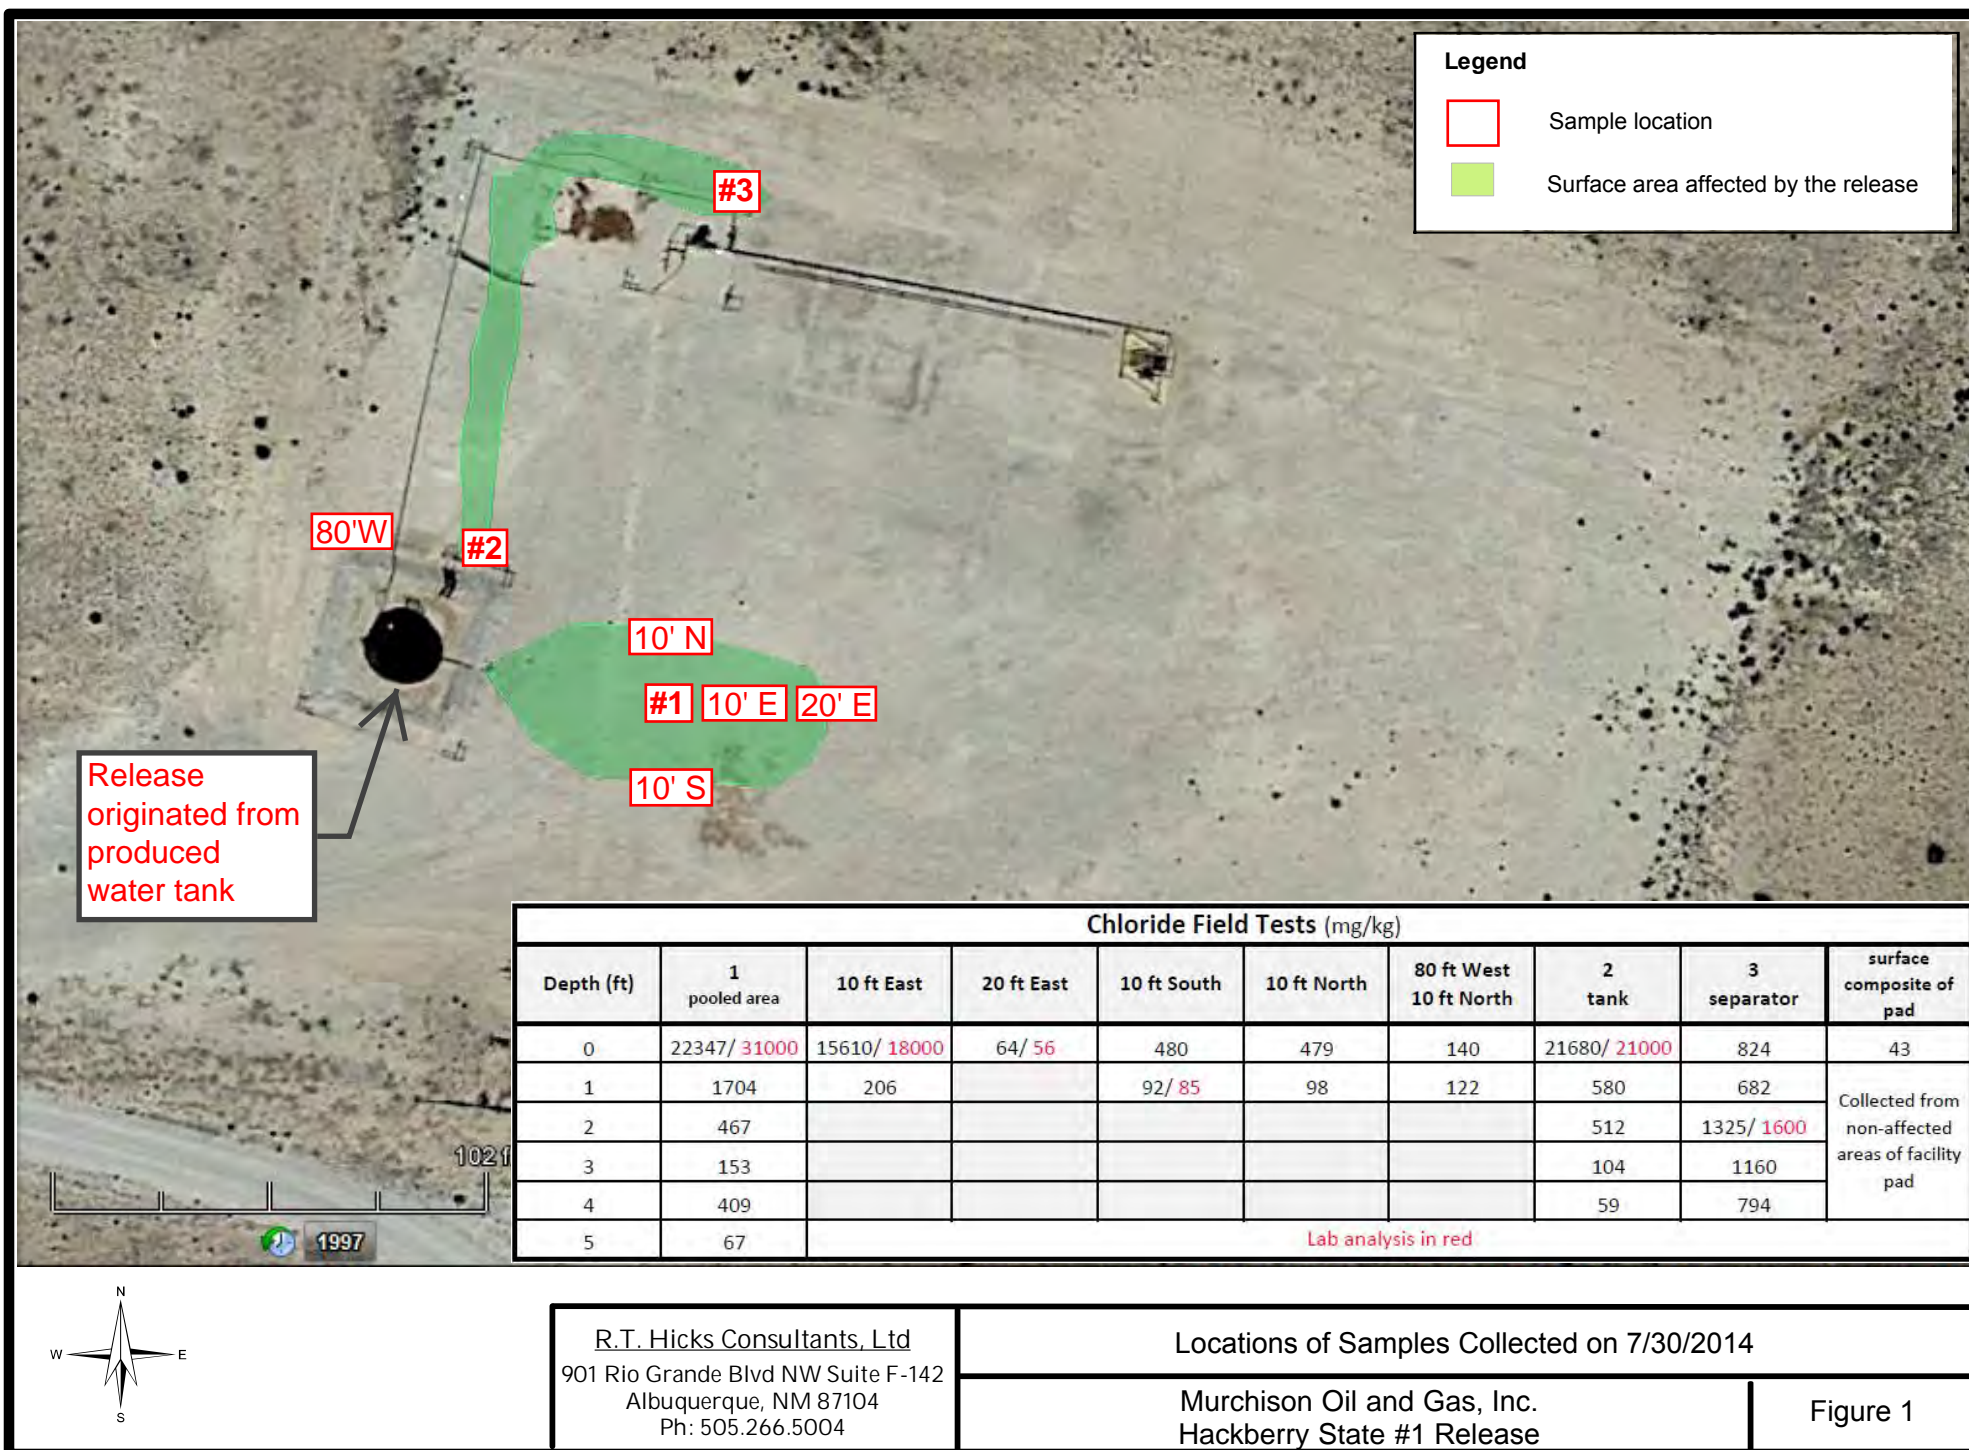 Legend
Sample location
Surface area affected by the release
#3
80'W
#2
10' N
#1 10' E 20' E
10' S
Release
originated from
produced
water tank
Chloride Field Tests (mg/kg)
Depth (ft) 1 pooled area 10 ft East 20 ft East 10 ft South 10 ft North 80 ft West 10 ft North 2 tank 3 separator surface composite of pad
0 22347/ 31000 15610/ 18000 64/ 56 480 479 140 21680/ 21000 824 43
1 1704 206 92/ 85 98 122 580 682
2 467 512 1325/ 1600
3 153 104 1160
4 409 59 794
Collected from
non-affected
areas of facility
pad
5 67 Lab analysis in red
102 f
1997
N
W E
S
R.T. Hicks Consultants, Ltd
901 Rio Grande Blvd NW Suite F-142
Albuquerque, NM 87104
Ph: 505.266.5004
Locations of Samples Collected on 7/30/2014
Murchison Oil and Gas, Inc.
Hackberry State #1 Release
Figure 1